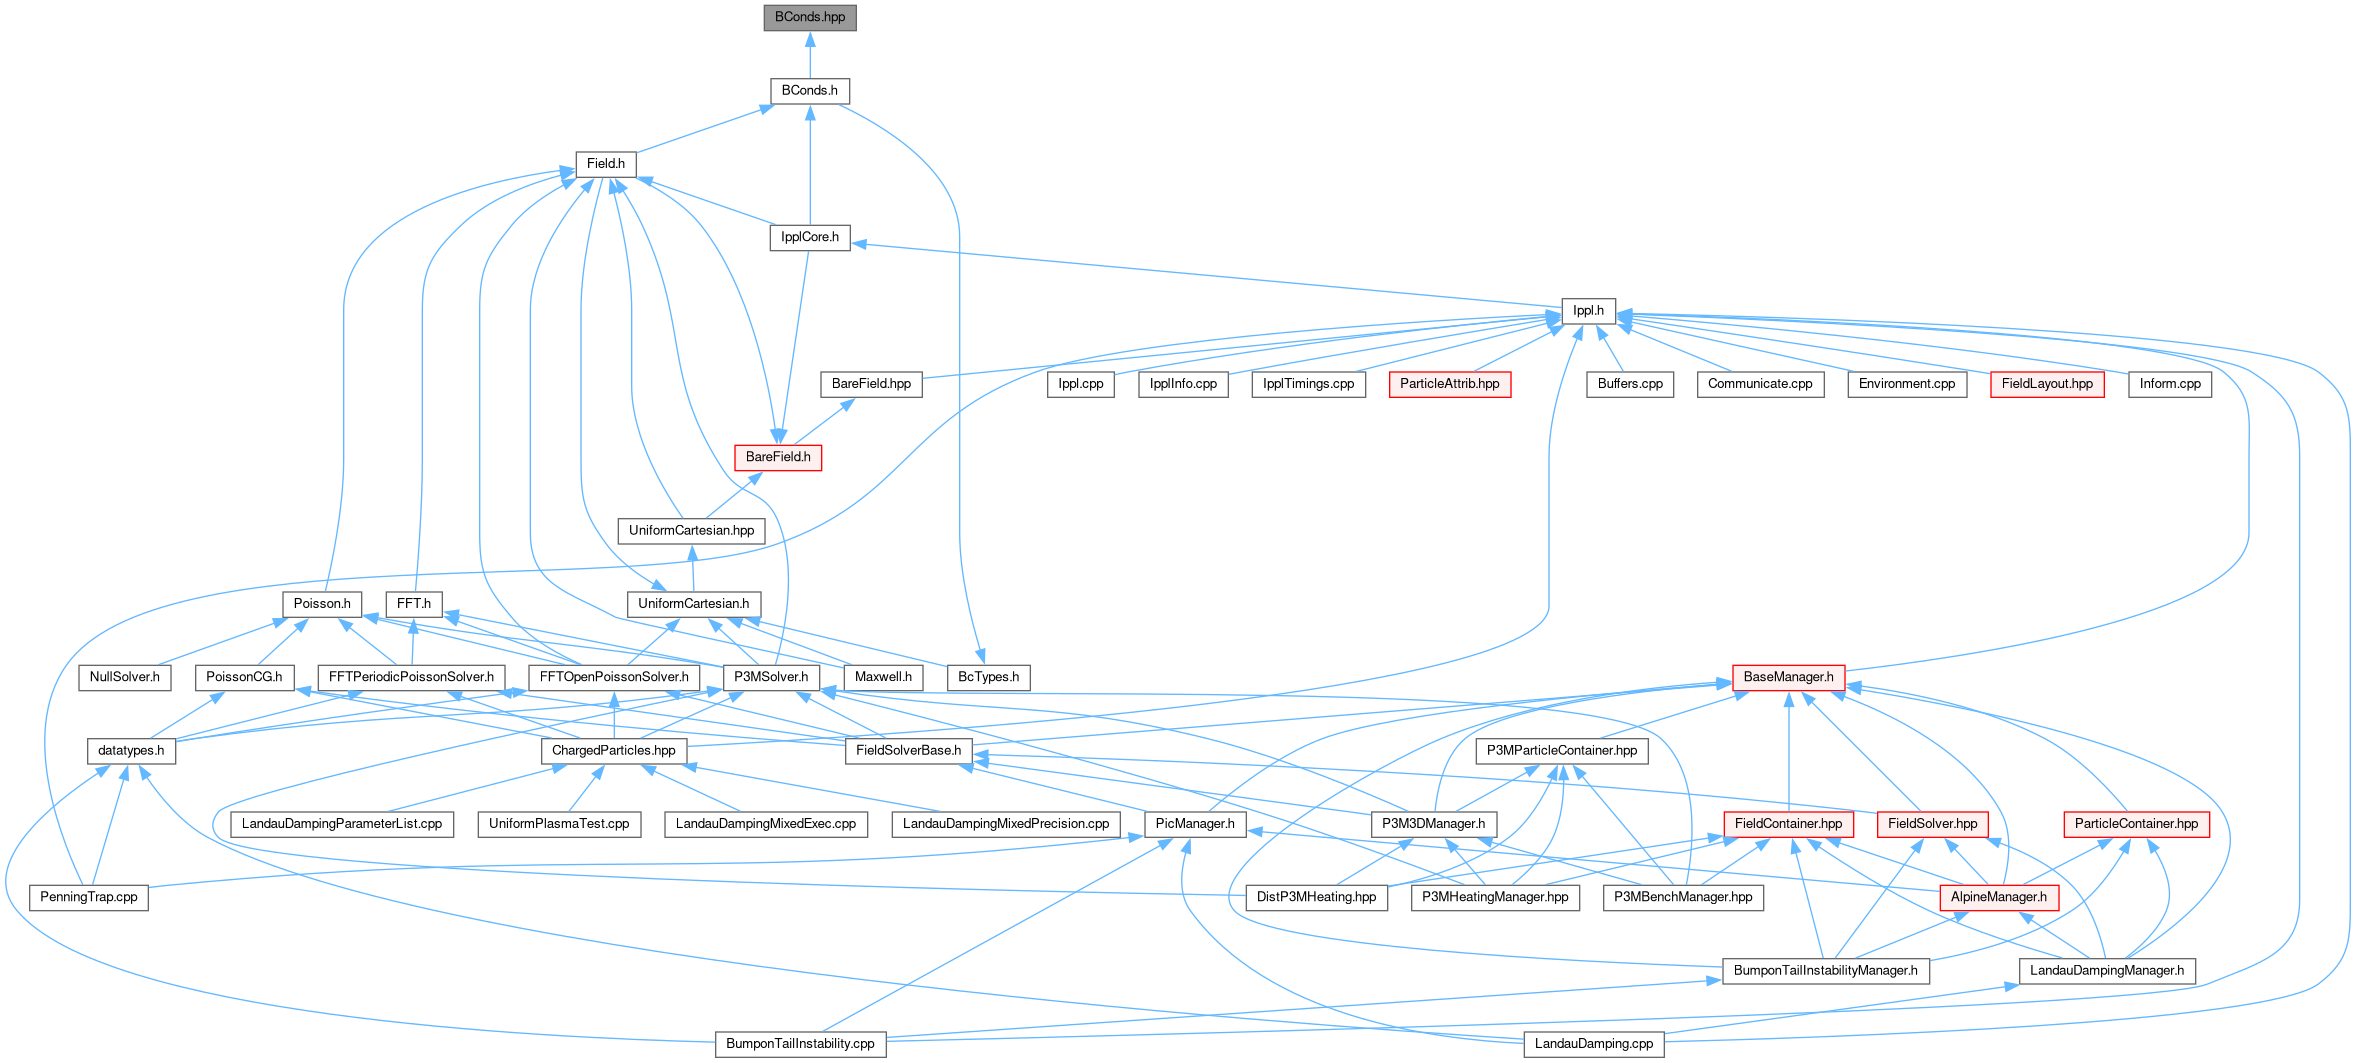 BConds.hpp
BConds.h
Field.h
IpplCore.h
Ippl.h
BareField.hpp
Ippl.cpp
IpplInfo.cpp
IpplTimings.cpp
ParticleAttrib.hpp
Buffers.cpp
Communicate.cpp
Environment.cpp
FieldLayout.hpp
Inform.cpp
BareField.h
UniformCartesian.hpp
Poisson.h
FFT.h
UniformCartesian.h
NullSolver.h
PoissonCG.h
FFTPeriodicPoissonSolver.h
FFTOpenPoissonSolver.h
P3MSolver.h
Maxwell.h
BcTypes.h
BaseManager.h
datatypes.h
ChargedParticles.hpp
FieldSolverBase.h
P3MParticleContainer.hpp
LandauDampingParameterList.cpp
UniformPlasmaTest.cpp
LandauDampingMixedExec.cpp
LandauDampingMixedPrecision.cpp
PicManager.h
P3M3DManager.h
FieldContainer.hpp
FieldSolver.hpp
ParticleContainer.hpp
PenningTrap.cpp
DistP3MHeating.hpp
P3MHeatingManager.hpp
P3MBenchManager.hpp
AlpineManager.h
BumponTailInstabilityManager.h
LandauDampingManager.h
BumponTailInstability.cpp
LandauDamping.cpp